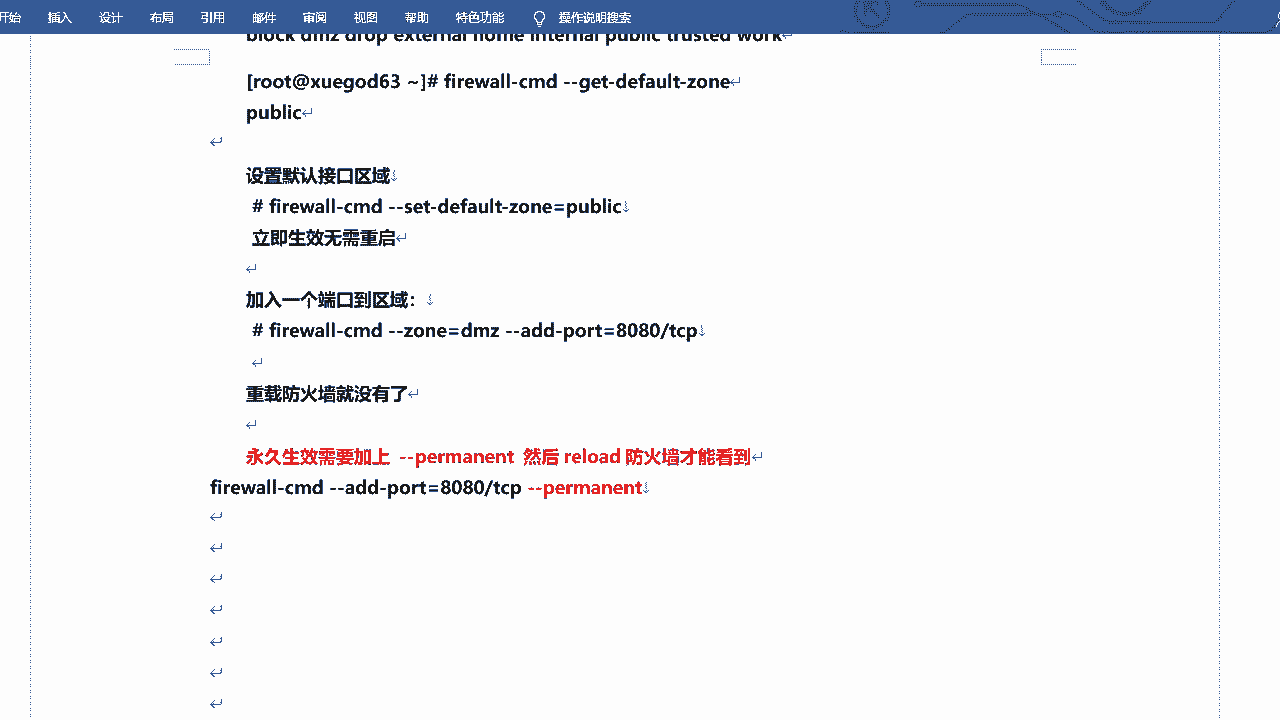 开始 插入 设计 布局 引用 邮件 审阅 视图 帮助 特色功能 操作说明搜索
block dmz drop external home internal public trusted work
[root@xuegod63 ~]# firewall-cmd --get-default-zone
public
设置默认接口区域
# firewall-cmd --set-default-zone=public
立即生效无需重启
加入一个端口到区域：
# firewall-cmd --zone=dmz --add-port=8080/tcp
重载防火墙就没有了
永久生效需要加上 --permanent 然后 reload 防火墙才能看到
firewall-cmd --add-port=8080/tcp --permanent